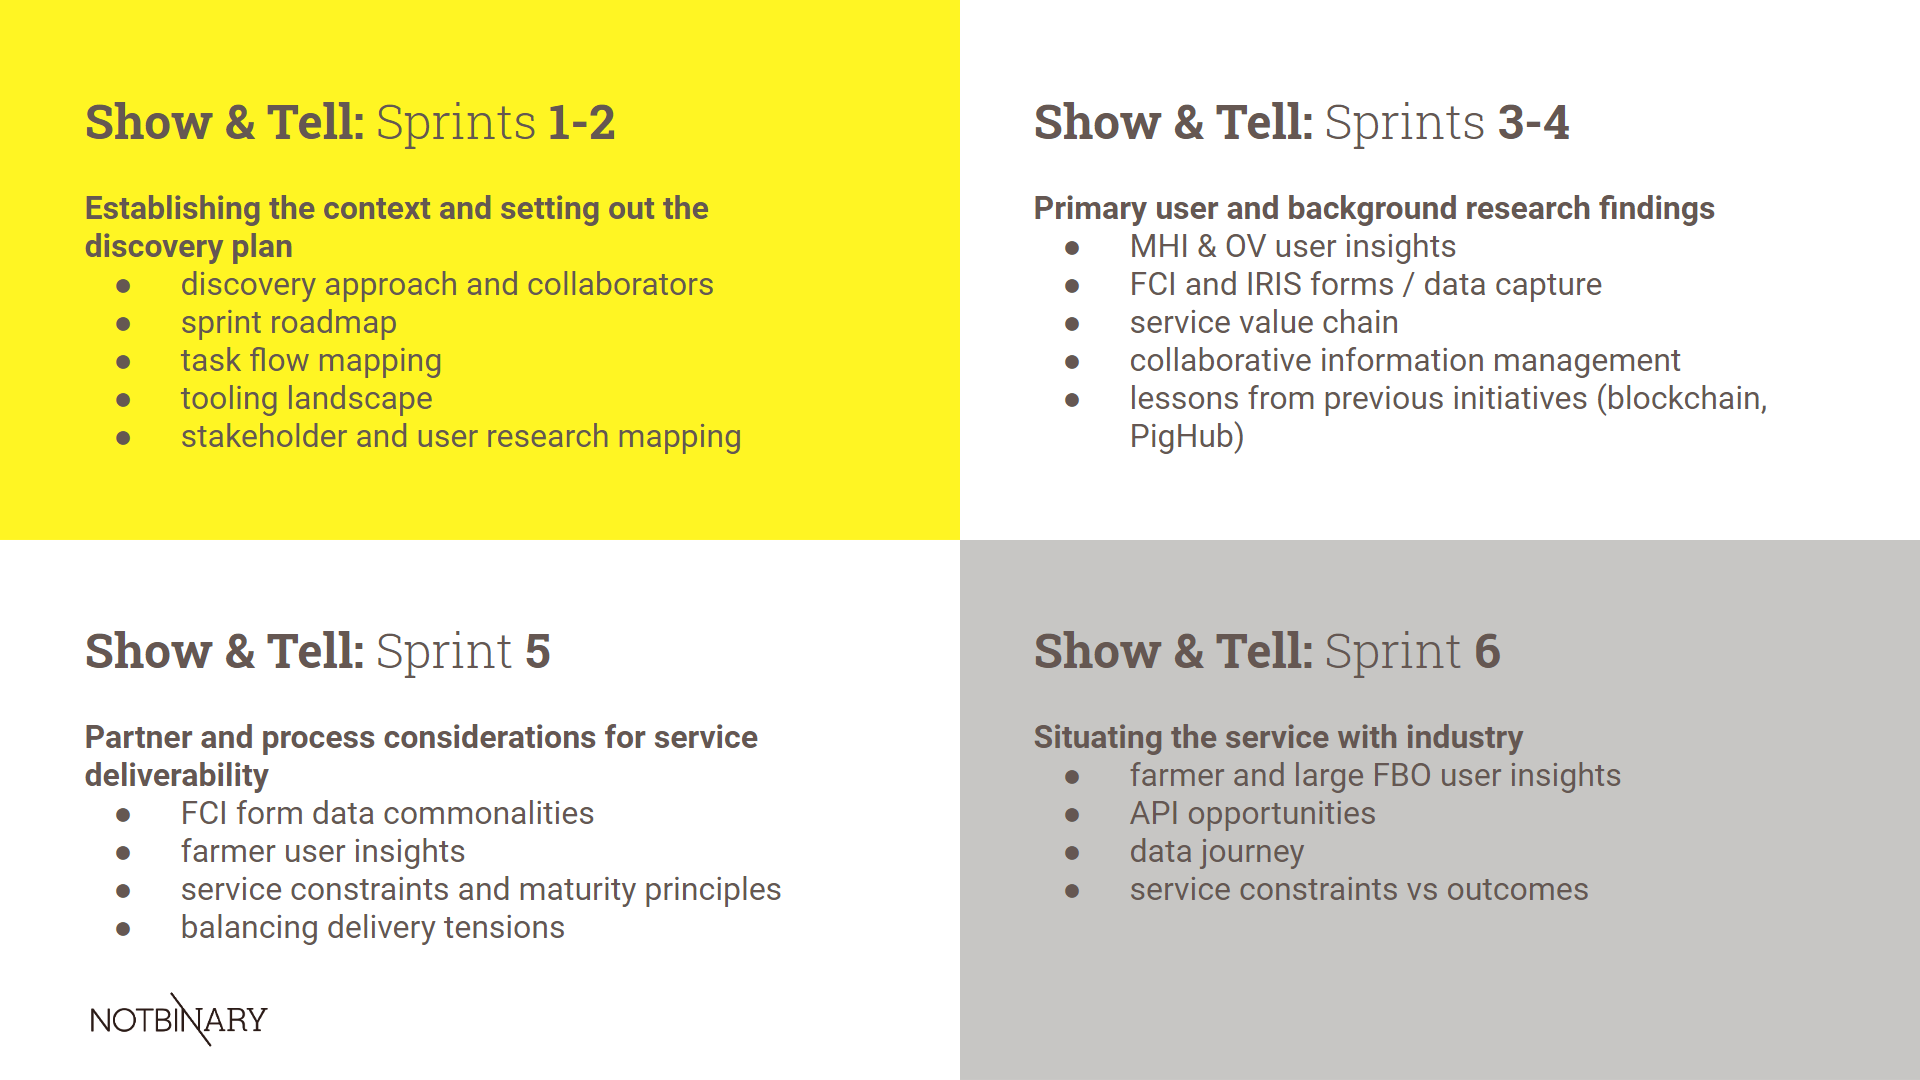 Show & Tell: Sprints 1-2
Establishing the context and setting out the
discovery plan
● discovery approach and collaborators
● sprint roadmap
● task flow mapping
● tooling landscape
● stakeholder and user research mapping
Show & Tell: Sprints 3-4
Primary user and background research findings
● MHI & OV user insights
● FCI and IRIS forms / data capture
● service value chain
● collaborative information management
● lessons from previous initiatives (blockchain,
PigHub)
Show & Tell: Sprint 5
Partner and process considerations for service
deliverability
● FCI form data commonalities
● farmer user insights
● service constraints and maturity principles
● balancing delivery tensions
NOTBINARY
Show & Tell: Sprint 6
Situating the service with industry
● farmer and large FBO user insights
● API opportunities
● data journey
● service constraints vs outcomes